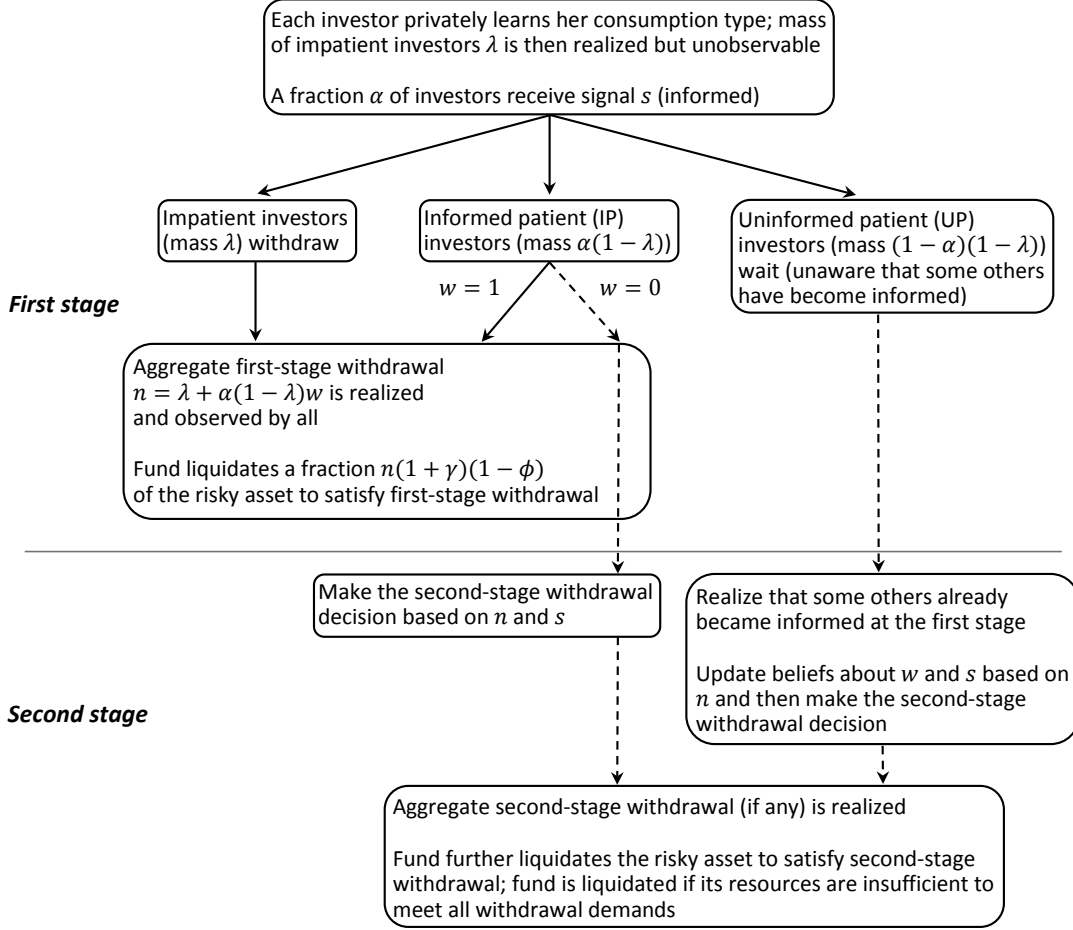 Each investor privately learns her consumption type; mass
of impatient investors λ is then realized but unobservable
A fraction α of investors receive signal s (informed)
Impatient investors
(mass λ) withdraw
Informed patient (IP)
investors (mass α(1 − λ))
Uninformed patient (UP)
investors (mass (1 − α)(1 − λ))
wait (unaware that some others
have become informed)
w = 1
w = 0
First stage
Aggregate first-stage withdrawal
n = λ + α(1 − λ)w is realized
and observed by all
Fund liquidates a fraction n(1 + γ)(1 − ϕ)
of the risky asset to satisfy first-stage withdrawal
Make the second-stage withdrawal
decision based on n and s
Realize that some others already
became informed at the first stage
Update beliefs about w and s based on
n and then make the second-stage
withdrawal decision
Second stage
Aggregate second-stage withdrawal (if any) is realized
Fund further liquidates the risky asset to satisfy second-stage
withdrawal; fund is liquidated if its resources are insufficient to
meet all withdrawal demands